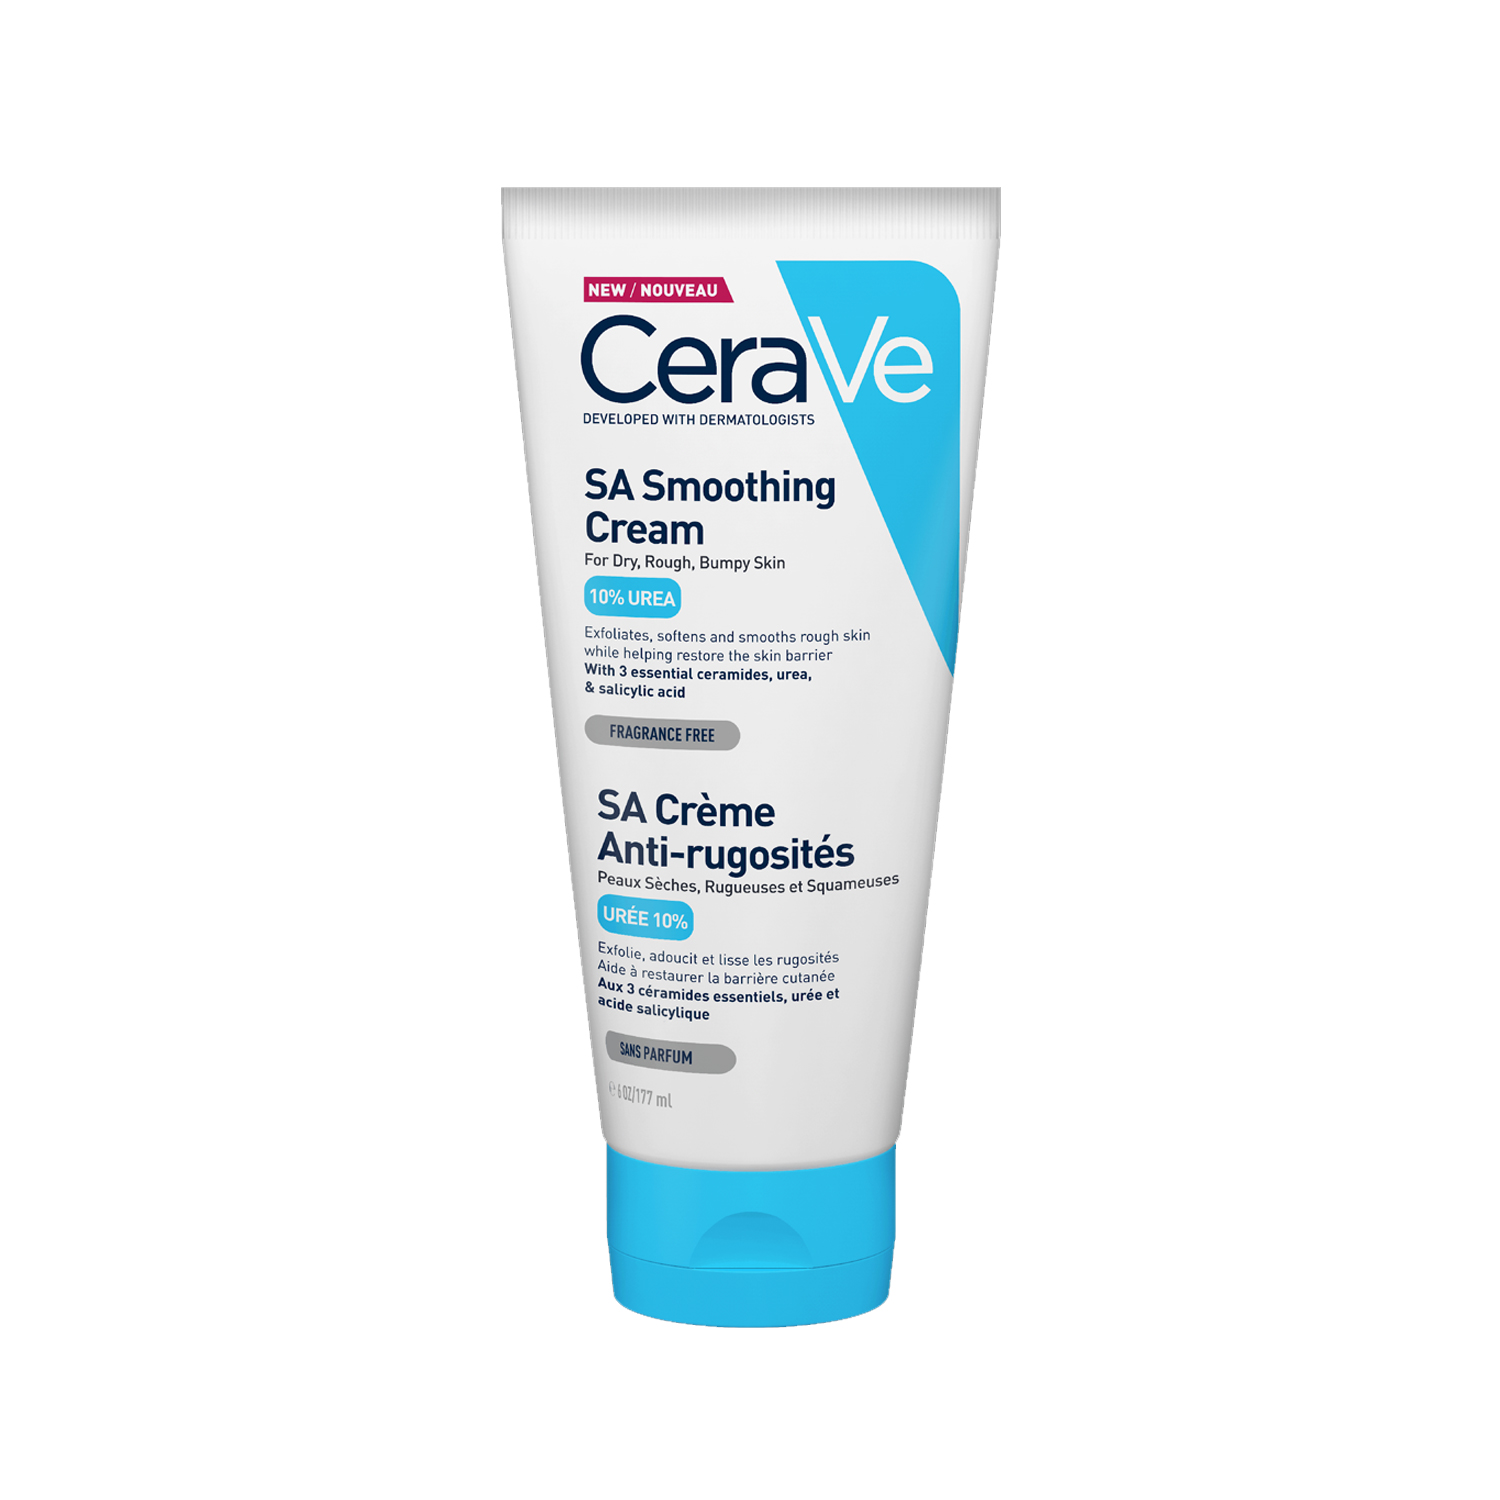 NEW / NOUVEAU
CeraVe
DEVELOPED WITH DERMATOLOGISTS
SA Smoothing
Cream
For Dry, Rough, Bumpy Skin
10% UREA
Exfoliates, softens and smooths rough skin
while helping restore the skin barrier
With 3 essential ceramides, urea,
& salicylic acid
FRAGRANCE FREE
SA Crème
Anti-rugosités
Peaux Sèches, Rugueuses et Squameuses
URÉE 10%
Exfolie, adoucit et lisse les rugosités
Aide à restaurer la barrière cutanée
Aux 3 céramides essentiels, urée et
acide salicylique
SANS PARFUM
℮ 6 OZ/177 ml